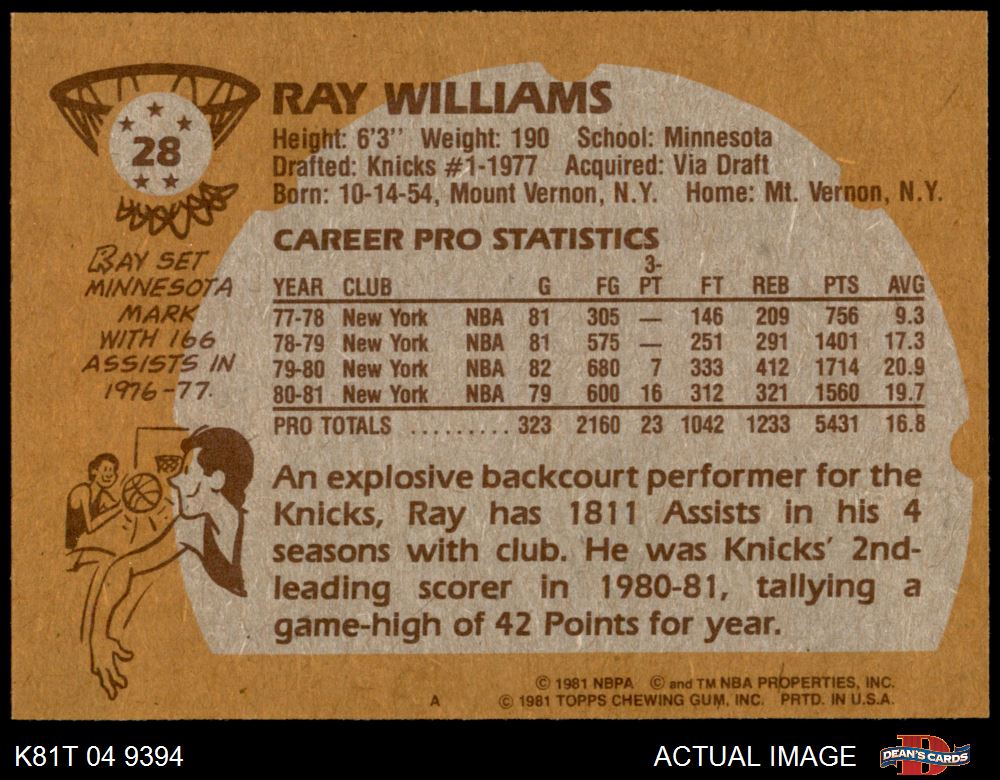 28
RAY WILLIAMS
Height: 6'3'' Weight: 190 School: Minnesota
Drafted: Knicks #1-1977 Acquired: Via Draft
Born: 10-14-54, Mount Vernon, N.Y. Home: Mt. Vernon, N.Y.
RAY SET
MINNESOTA
MARK
WITH 166
ASSISTS IN
1976-77.
CAREER PRO STATISTICS
YEAR CLUB G FG 3-PT FT REB PTS AVG
77-78 New York NBA 81 305 — 146 209 756 9.3
78-79 New York NBA 81 575 — 251 291 1401 17.3
79-80 New York NBA 82 680 7 333 412 1714 20.9
80-81 New York NBA 79 600 16 312 321 1560 19.7
PRO TOTALS .......... 323 2160 23 1042 1233 5431 16.8
An explosive backcourt performer for the
Knicks, Ray has 1811 Assists in his 4
seasons with club. He was Knicks' 2nd-
leading scorer in 1980-81, tallying a
game-high of 42 Points for year.
© 1981 NBPA © and TM NBA PROPERTIES, INC.
A © 1981 TOPPS CHEWING GUM, INC. PRTD. IN U.S.A.
K81T 04 9394 ACTUAL IMAGE DEAN'S CARDS